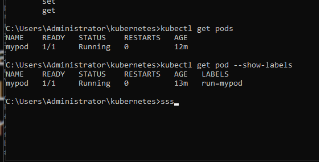 set
get
C:\Users\Administrator\kubernetes>kubectl get pods
NAME READY STATUS RESTARTS AGE
mypod 1/1 Running 0 12m
C:\Users\Administrator\kubernetes>kubectl get pod --show-labels
NAME READY STATUS RESTARTS AGE LABELS
mypod 1/1 Running 0 13m run=mypod
C:\Users\Administrator\kubernetes>sss